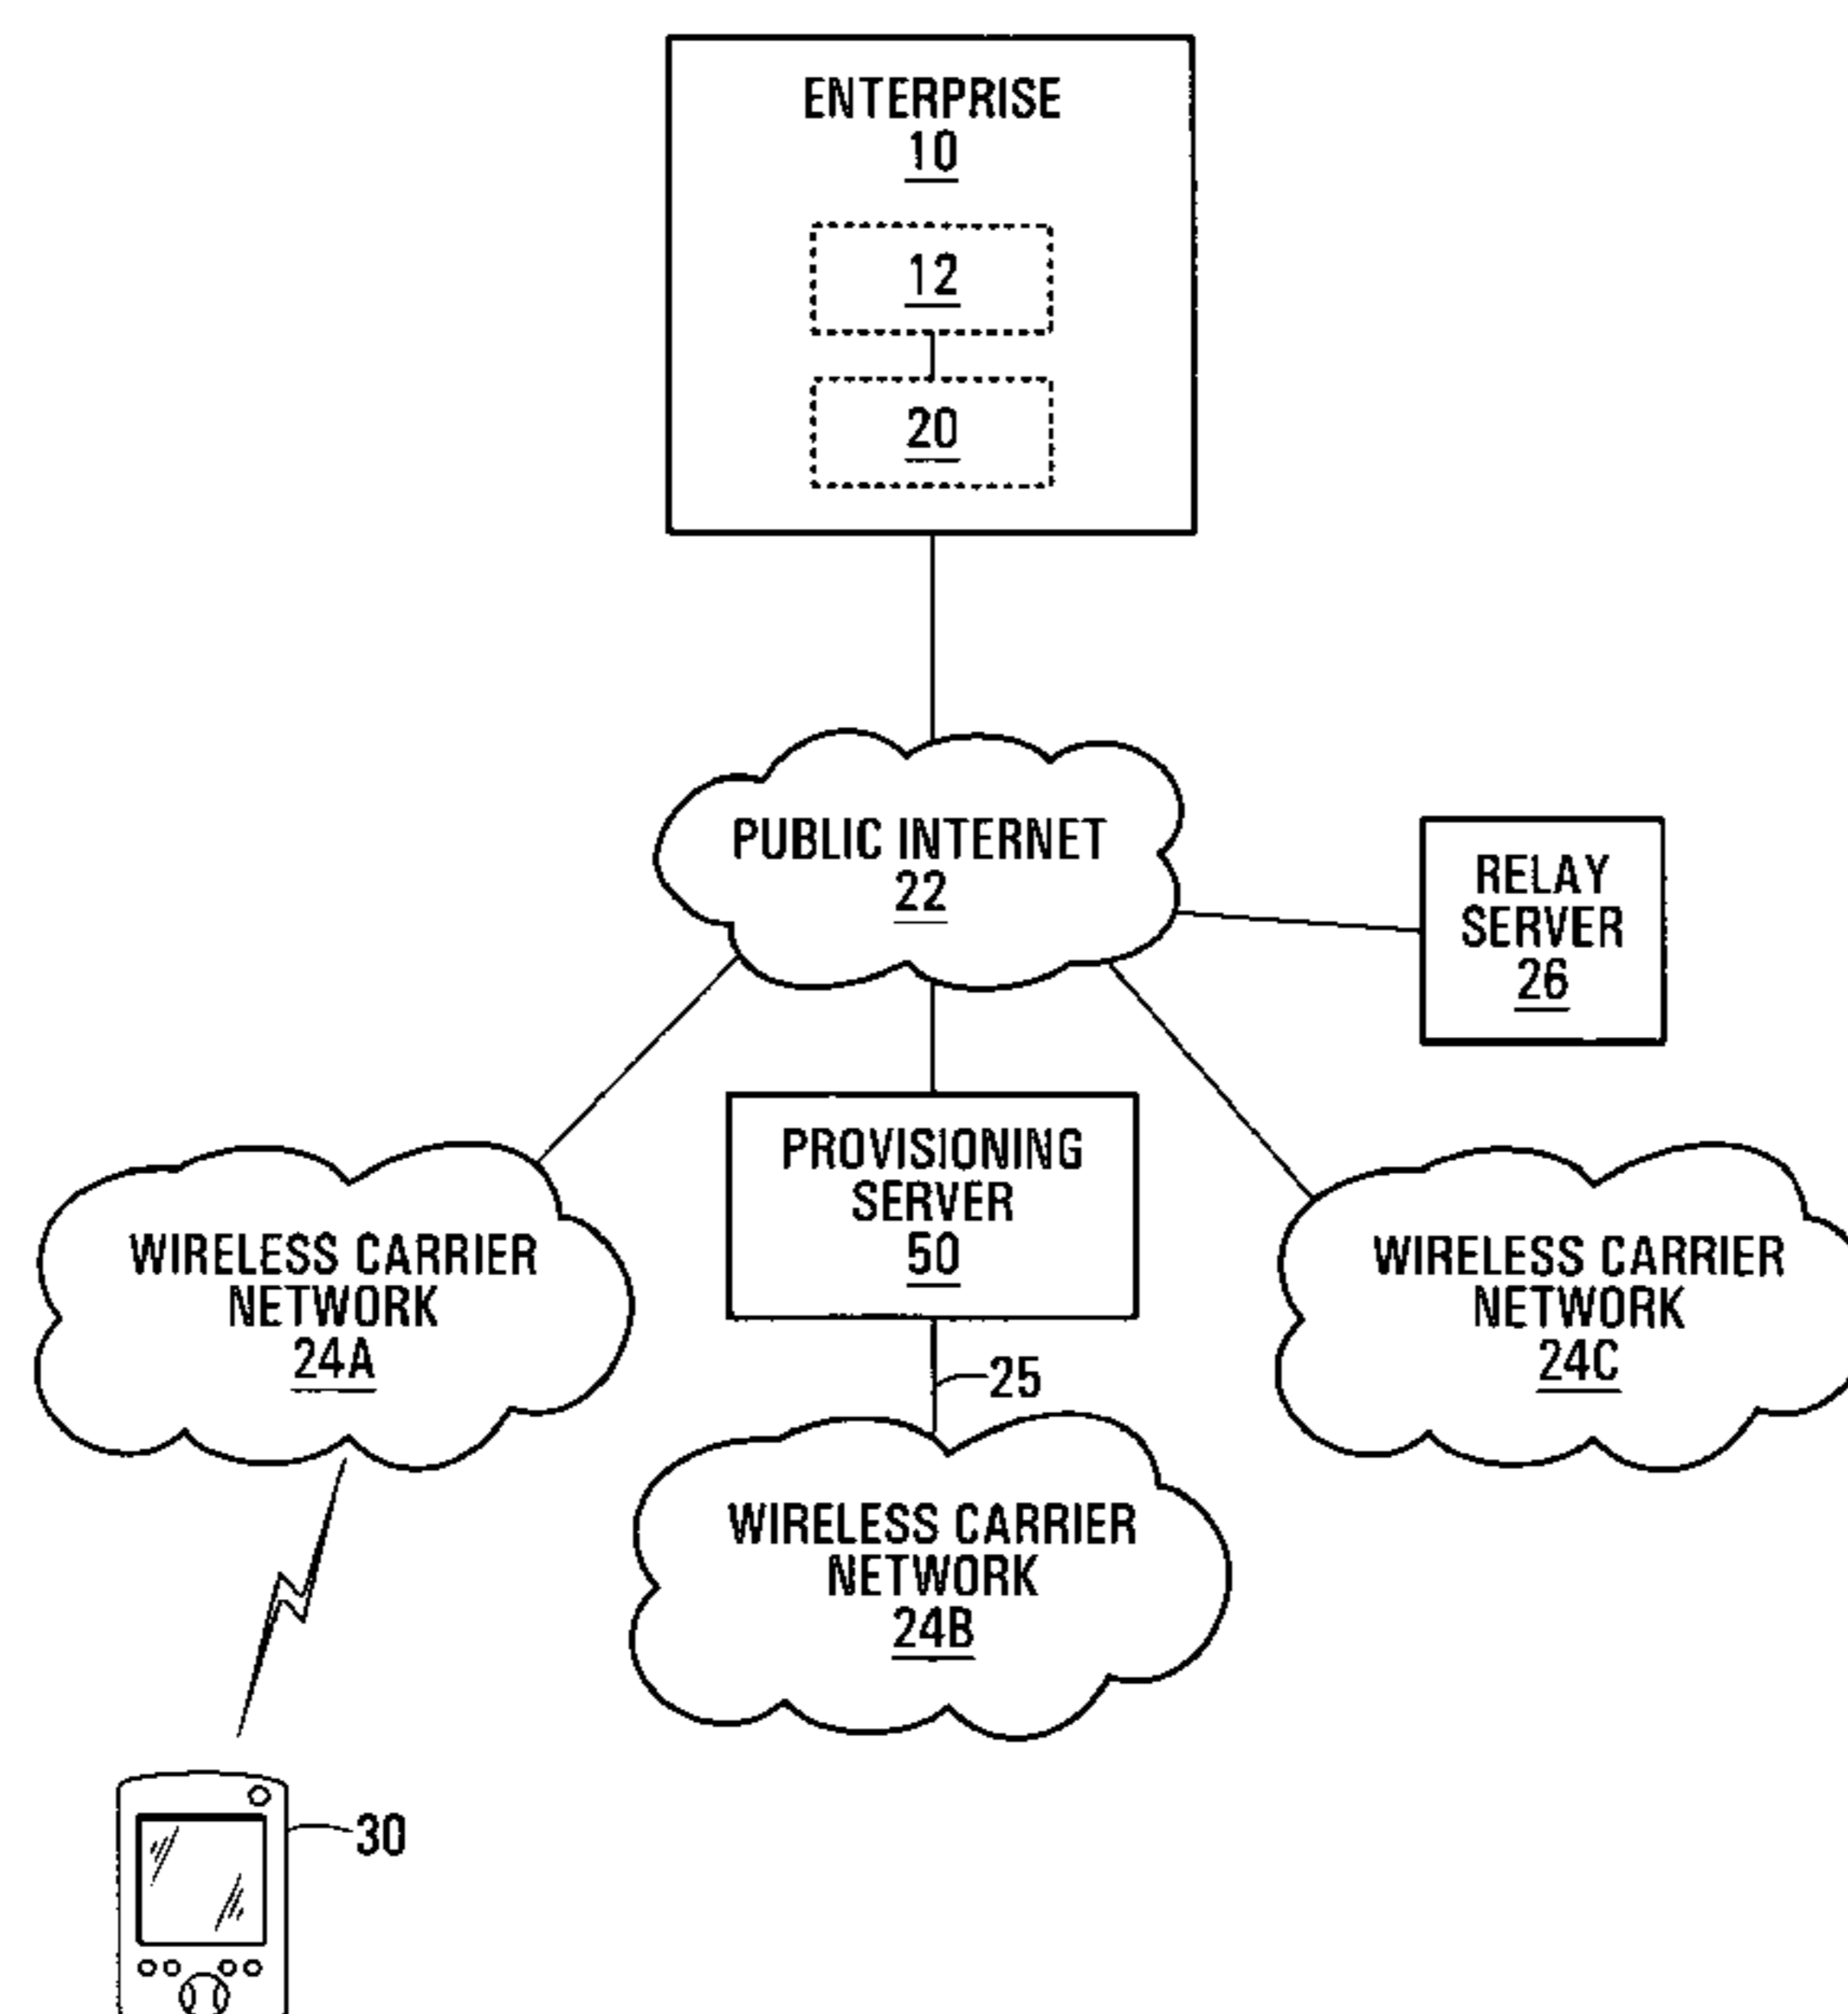 ENTERPRISE
10
12
20
PUBLIC INTERNET
22
RELAY
SERVER
26
PROVISIONING
SERVER
50
WIRELESS CARRIER
NETWORK
24A
WIRELESS CARRIER
NETWORK
24C
25
WIRELESS CARRIER
NETWORK
24B
30